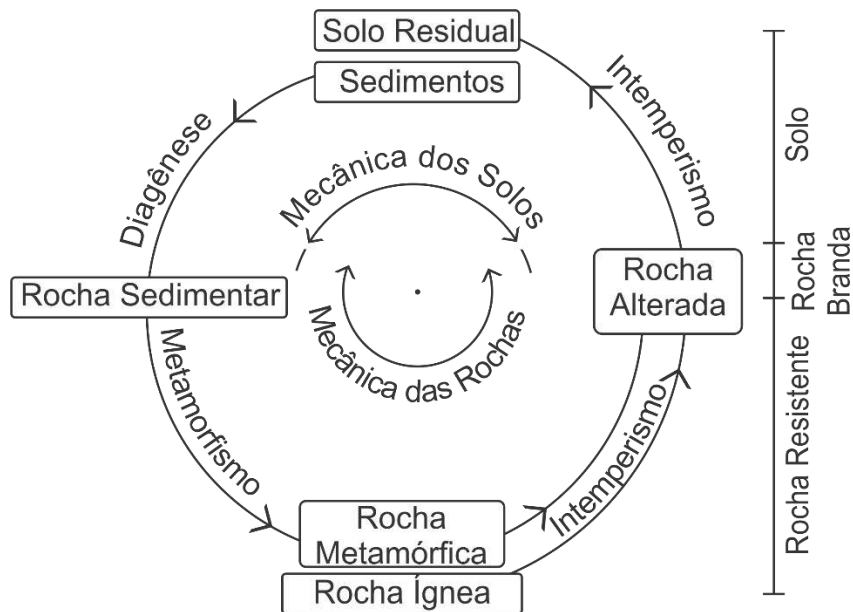 Solo Residual
Sedimentos
Diagênese
Intemperismo
Mecânica dos Solos
Rocha Sedimentar
Mecânica das Rochas
Rocha
Alterada
Metamorfismo
Intemperismo
Rocha
Metamórfica
Rocha Ígnea
Solo
Rocha
Branda
Rocha Resistente